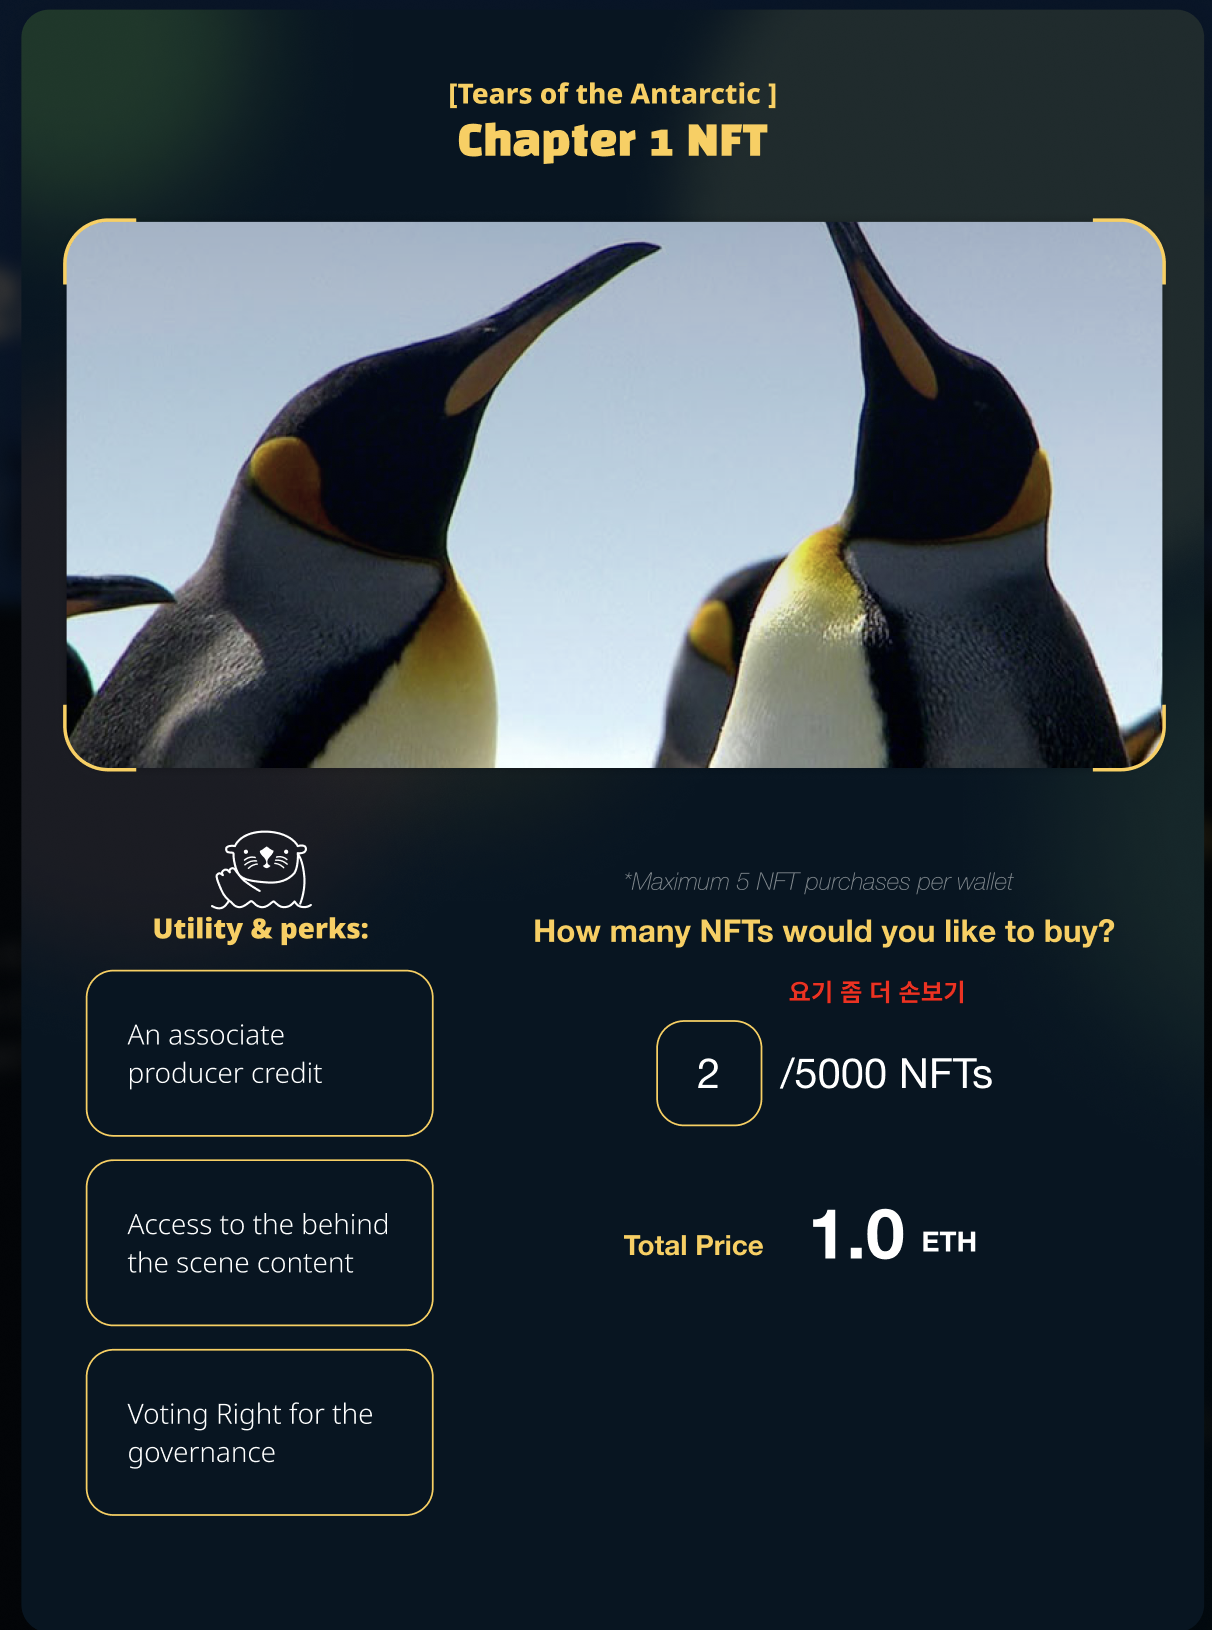 [Tears of the Antarctic ]
Chapter 1 NFT
Utility & perks:
An associate
producer credit
Access to the behind
the scene content
Voting Right for the
governance
*Maximum 5 NFT purchases per wallet
How many NFTs would you like to buy?
요기 좀 더 손보기
2 /5000 NFTs
Total Price 1.0 ETH